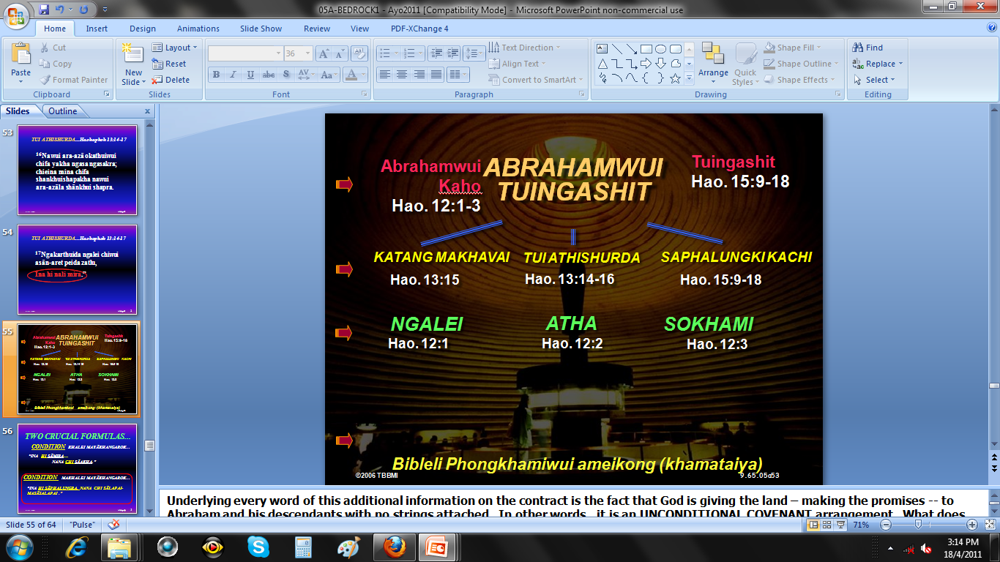 05A-BEDROCK1 - Ayo2011 [Compatibility Mode] - Microsoft PowerPoint non-commercial use
Home Insert Design Animations Slide Show Review View PDF-XChange 4
Paste
Cut
Copy
Format Painter
Clipboard
New Slide
Layout
Reset
Delete
Slides
36
Font
Text Direction
Align Text
Convert to SmartArt
Paragraph
Arrange
Quick Styles
Shape Fill
Shape Outline
Shape Effects
Drawing
Find
Replace
Select
Editing
Slides Outline x
53
TUI ATHISHURDA...Haokaphok 13:14-17
16Nawui ara-azā okathuiwui
chifa yakha ngasa ngasakra;
chieina mina chifa
shankhuishapakha nawui
ara-azāla shānkhui shapra.
54
TUI ATHISHURDA...Haokaphok 13:14-17
17Ngakarthuida ngalei chiwui
asān-aret peida zatlu,
Ina hi nali mira."
55
Abrahamwui
Kaho
Hao. 12:1-3
ABRAHAMWUI
TUINGASHIT
Tuingashit
Hao. 15:9-18
KATANG MAKHAVAI TUI ATHISHURDA SAPHALUNGKI KACHI
Hao. 13:15 Hao. 13:14-16 Hao. 15:9-18
NGALEI ATHA SOKHAMI
Hao. 12:1 Hao. 12:2 Hao. 12:3
Bibleli Phongkhamiwui ameikong (khamataiya)
56
TWO CRUCIAL FORMULAS...
CONDITION KHALEI MAYĀKHANGAROK...
"INA HI SĀMIRA...
NANA CHI SĀAKHA."
CONDITION MAKHALEI MAYĀKHANGAROK...
"INA HI SĀPHALUNGRA NANA CHI SĀLAPAI-
MASĀSALAPAI."
Abrahamwui
Kaho
Hao. 12:1-3
ABRAHAMWUI
TUINGASHIT
Tuingashit
Hao. 15:9-18
KATANG MAKHAVAI TUI ATHISHURDA SAPHALUNGKI KACHI
Hao. 13:15 Hao. 13:14-16 Hao. 15:9-18
NGALEI ATHA SOKHAMI
Hao. 12:1 Hao. 12:2 Hao. 12:3
Bibleli Phongkhamiwui ameikong (khamataiya)
©2006 TBBMI 9.65.05a53
Underlying every word of this additional information on the contract is the fact that God is giving the land – making the promises -- to
Abraham and his descendants with no strings attached. In other words, it is an UNCONDITIONAL COVENANT arrangement. What does
Slide 55 of 64 "Pulse" 71%
3:14 PM
18/4/2011